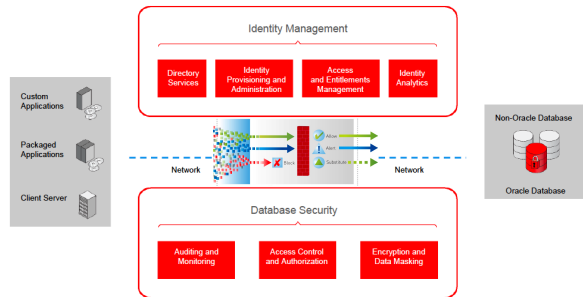 Identity Management
Directory
Services
Identity
Provisioning and
Administration
Access
and Entitlements
Management
Identity
Analytics
Custom
Applications
Packaged
Applications
Client Server
Network
Block
Allow
Alert
Substitute
Network
Non-Oracle Database
Oracle Database
Database Security
Auditing and
Monitoring
Access Control
and Authorization
Encryption and
Data Masking